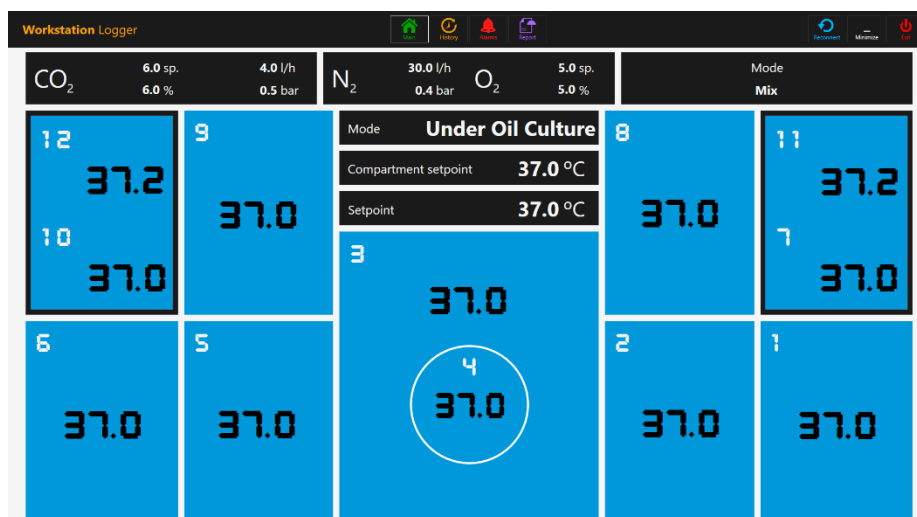 Workstation Logger
Main
History
Alarms
Report
Reconnect
Minimize
Exit
CO2
6.0 sp.
4.0 l/h
6.0 %
0.5 bar
N2
30.0 l/h
0.4 bar
O2
5.0 sp.
5.0 %
Mode
Mix
12
37.2
10
37.0
9
37.0
Mode Under Oil Culture
Compartment setpoint 37.0 ºC
Setpoint 37.0 ºC
8
37.0
11
37.2
7
37.0
3
37.0
4
37.0
6
37.0
5
37.0
2
37.0
1
37.0